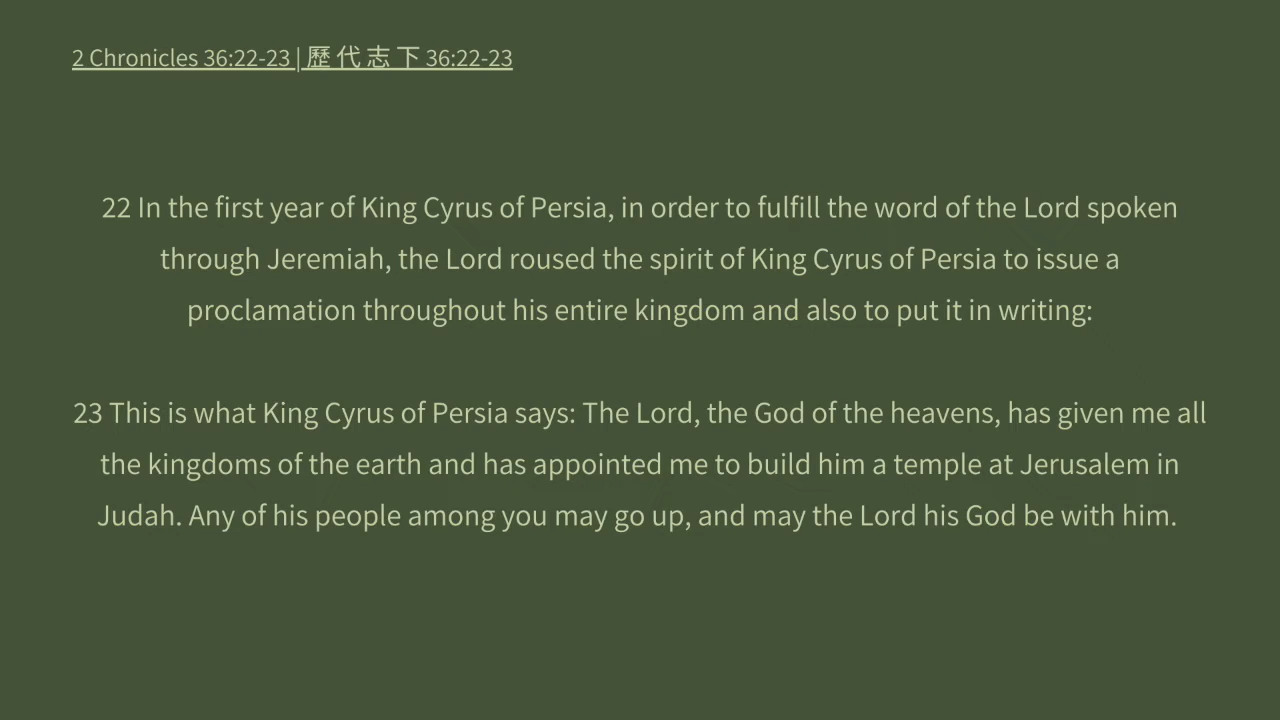 2 Chronicles 36:22-23 | 歷代志下 36:22-23
22 In the first year of King Cyrus of Persia, in order to fulfill the word of the Lord spoken
through Jeremiah, the Lord roused the spirit of King Cyrus of Persia to issue a
proclamation throughout his entire kingdom and also to put it in writing:
23 This is what King Cyrus of Persia says: The Lord, the God of the heavens, has given me all
the kingdoms of the earth and has appointed me to build him a temple at Jerusalem in
Judah. Any of his people among you may go up, and may the Lord his God be with him.